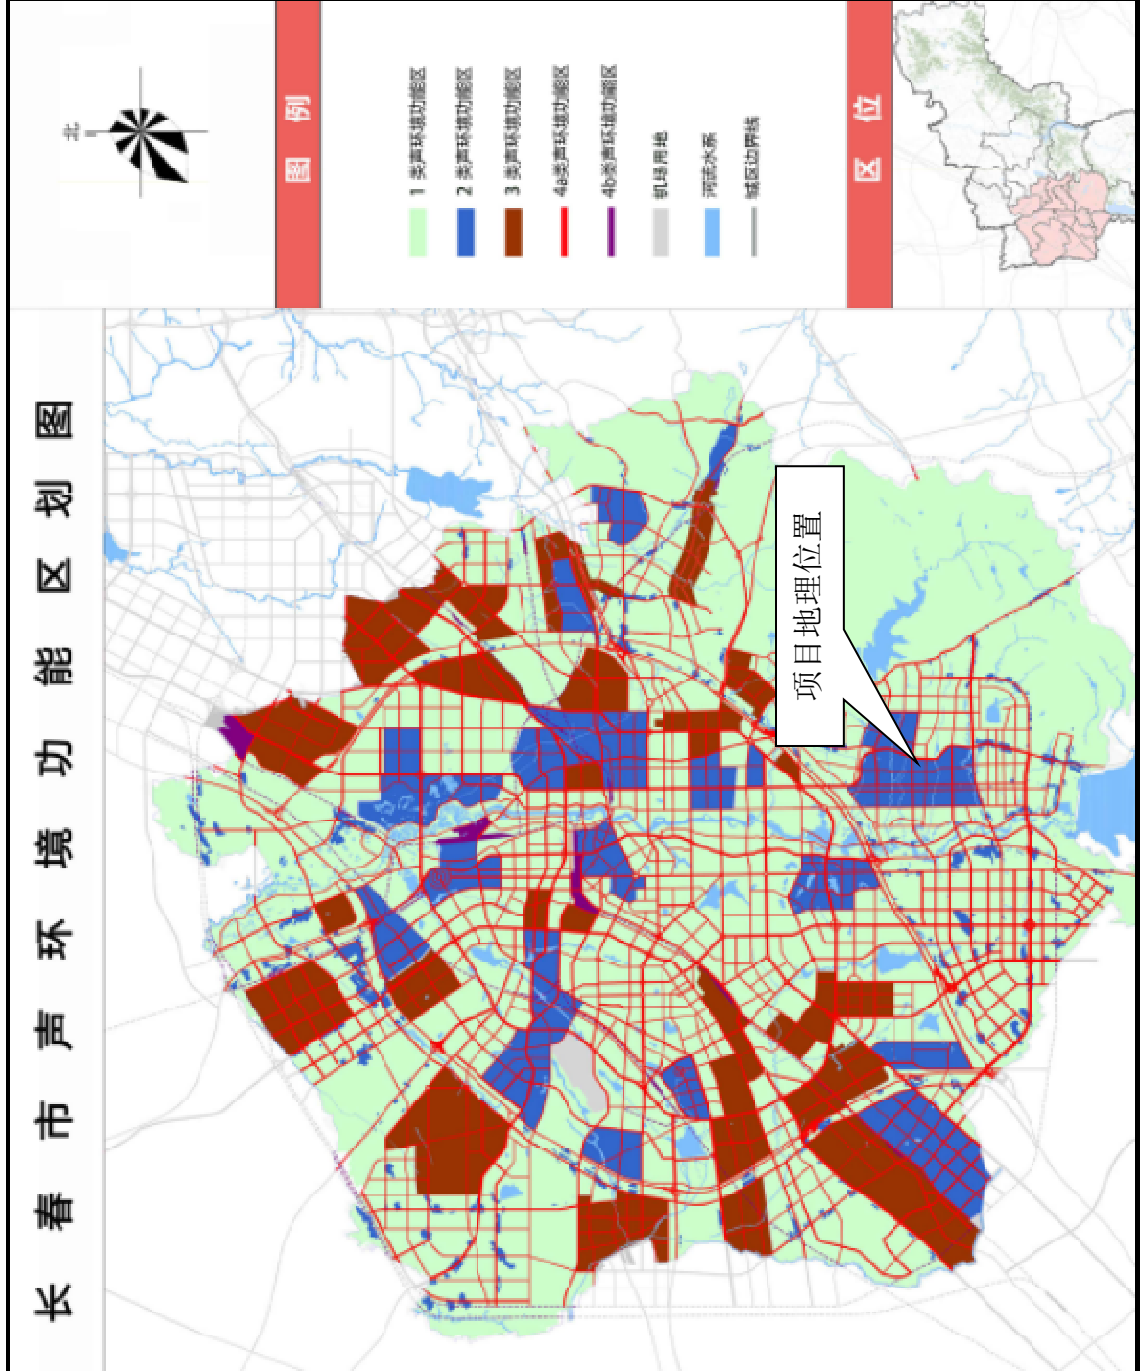 长春市声环境功能区划图
北
图例
1 类声环境功能区
2 类声环境功能区
3 类声环境功能区
4a类声环境功能区
4b类声环境功能区
机场用地
河流水系
城区边界线
区位
项目地理位置